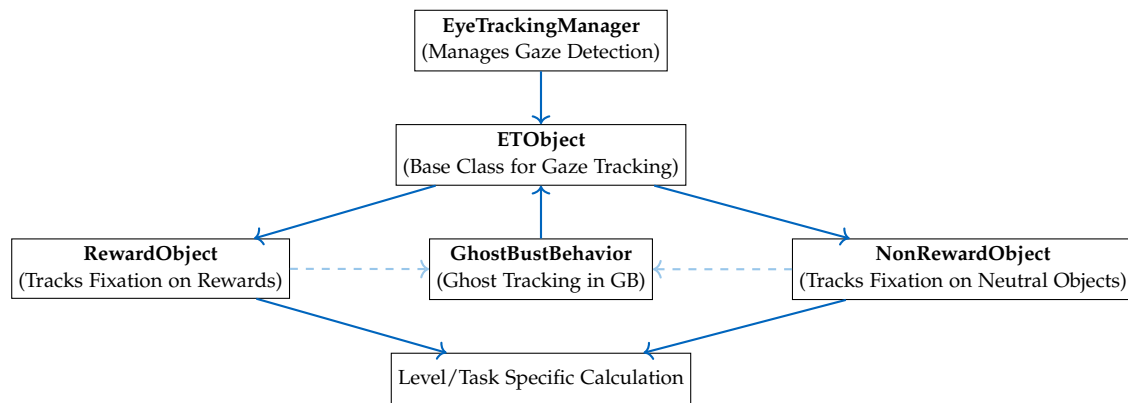 EyeTrackingManager
(Manages Gaze Detection)
ETObject
(Base Class for Gaze Tracking)
RewardObject
(Tracks Fixation on Rewards)
GhostBustBehavior
(Ghost Tracking in GB)
NonRewardObject
(Tracks Fixation on Neutral Objects)
Level/Task Specific Calculation